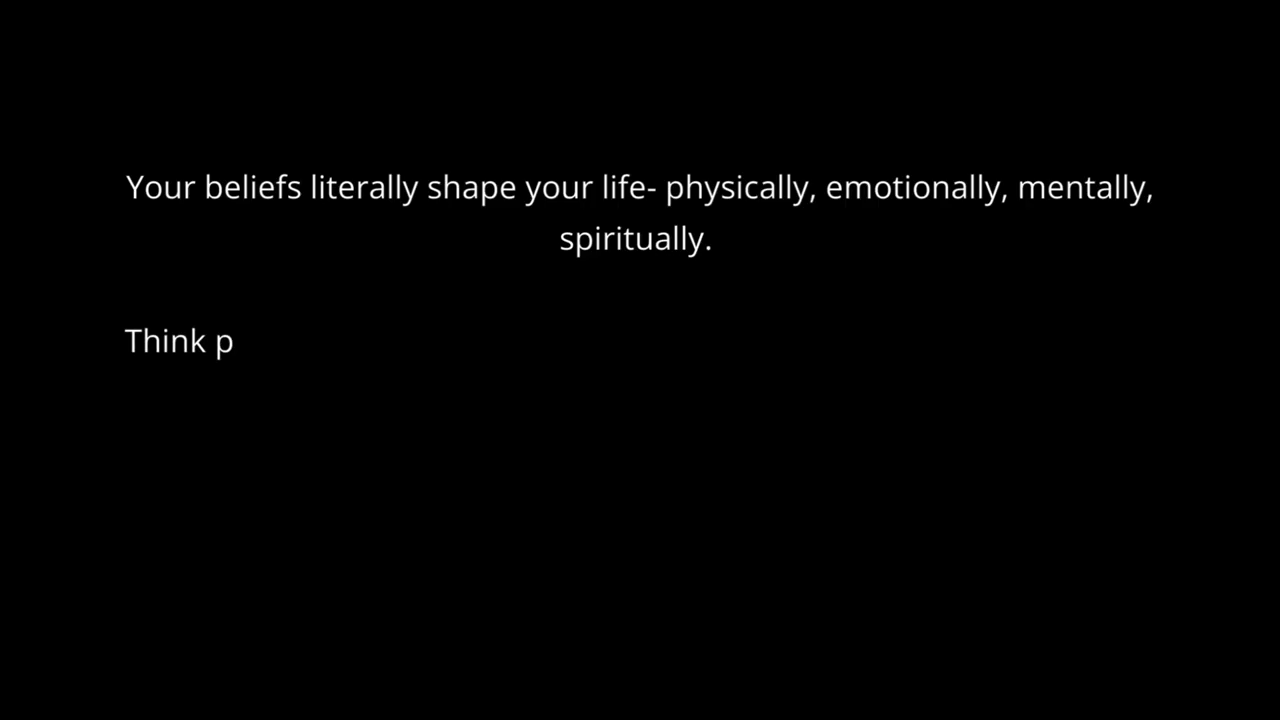 Your beliefs literally shape your life- physically, emotionally, mentally,
spiritually.
Think p